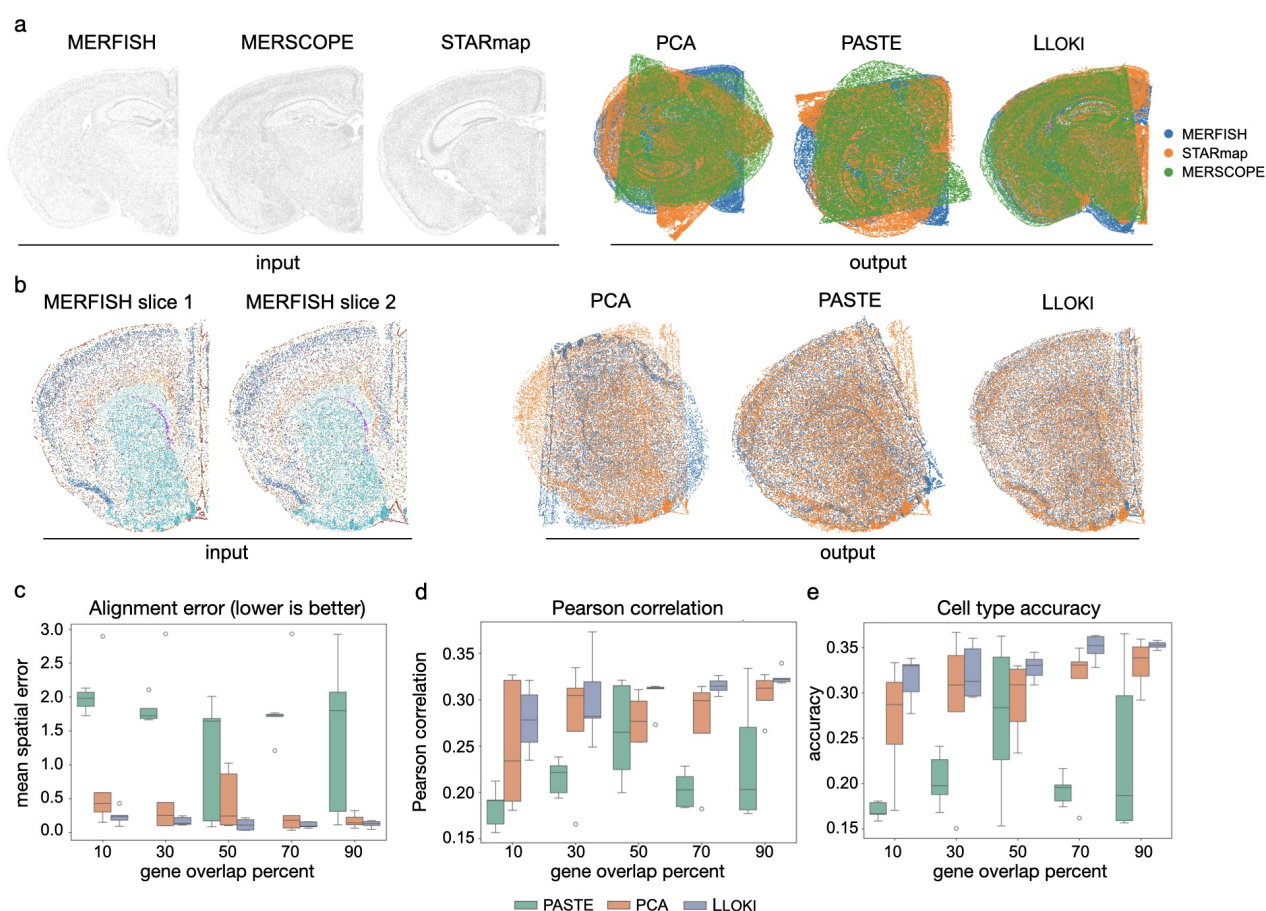 a
MERFISH MERSCOPE STARmap PCA PASTE LLOKI
MERFISH
STARmap
MERSCOPE
input output
b
MERFISH slice 1 MERFISH slice 2 PCA PASTE LLOKI
input output
c Alignment error (lower is better)
mean spatial error
3.0
2.5
2.0
1.5
1.0
0.5
0.0
10 30 50 70 90
gene overlap percent
d Pearson correlation
Pearson correlation
0.35
0.30
0.25
0.20
0.15
10 30 50 70 90
gene overlap percent
e Cell type accuracy
accuracy
0.35
0.30
0.25
0.20
0.15
10 30 50 70 90
gene overlap percent
PASTE PCA LLOKI